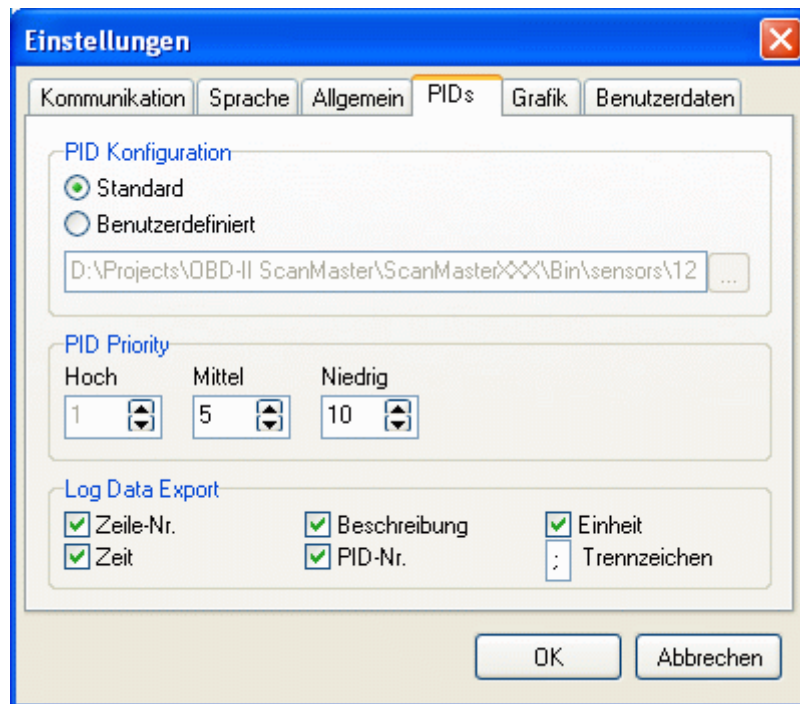 Einstellungen
Kommunikation Sprache Allgemein PIDs Grafik Benutzerdaten
PID Konfiguration
Standard
Benutzerdefiniert
D:\Projects\OBD-II ScanMaster\ScanMasterXXX\Bin\sensors\12 ...
PID Priority
Hoch Mittel Niedrig
1 5 10
Log Data Export
Zeile-Nr. Beschreibung Einheit
Zeit PID-Nr. ; Trennzeichen
OK Abbrechen